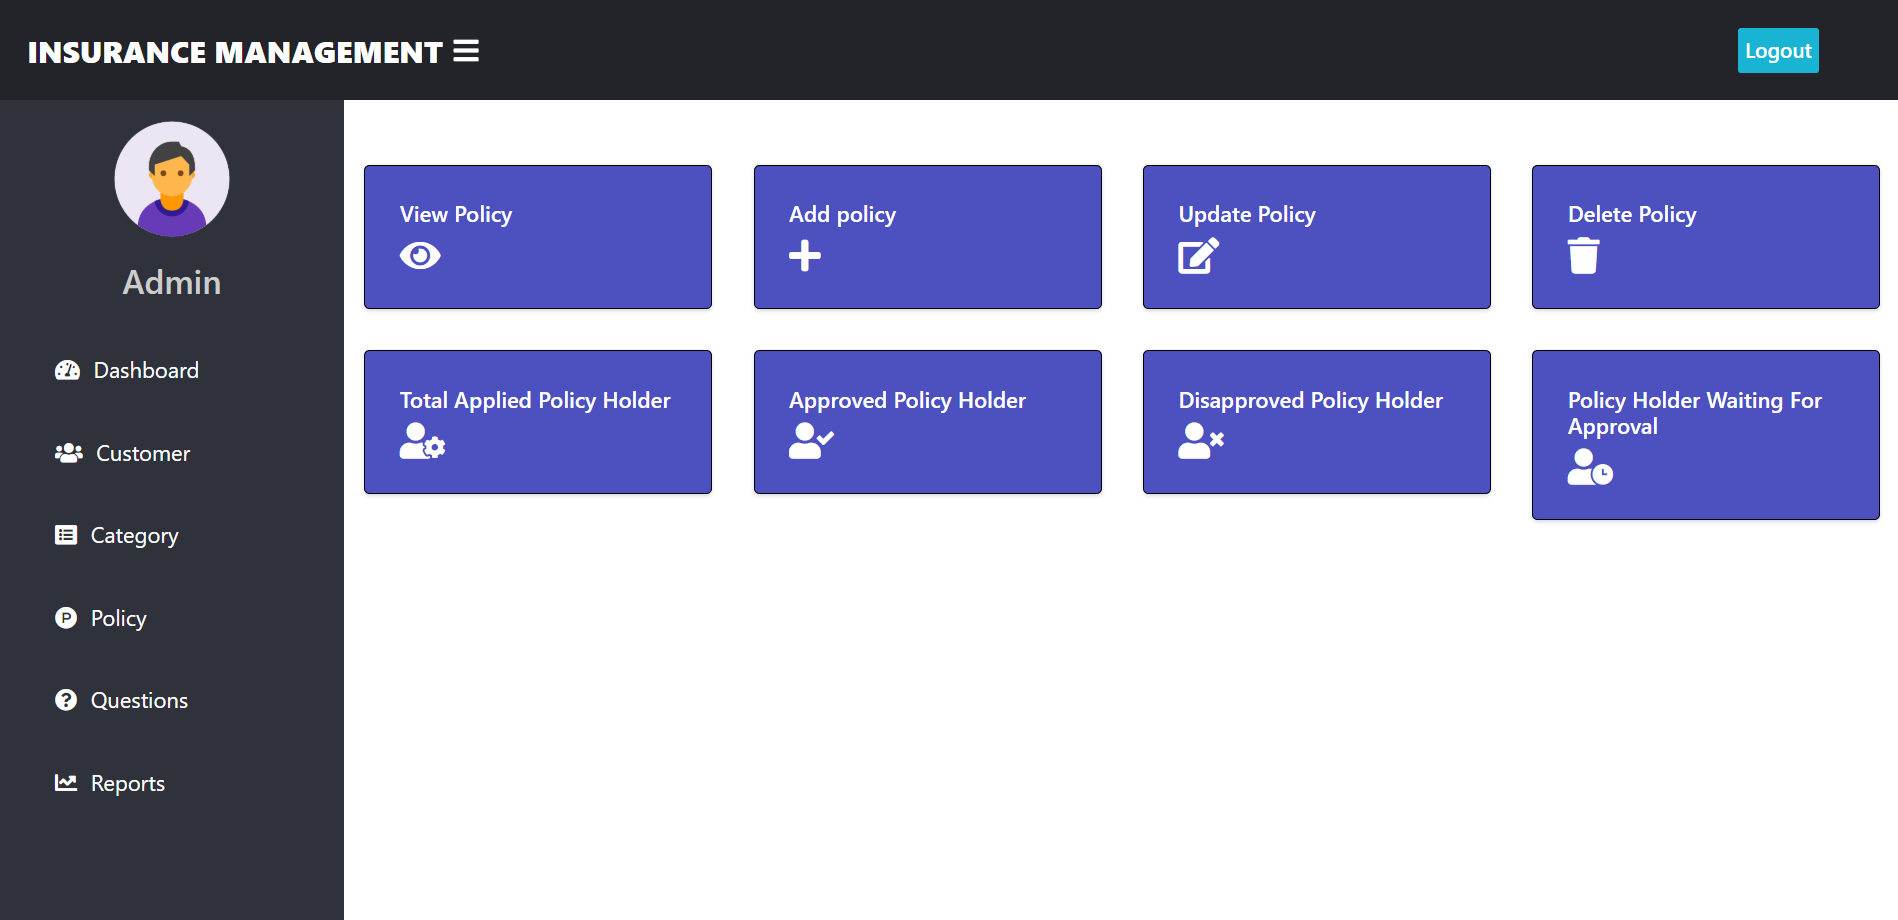 INSURANCE MANAGEMENT
Logout
Admin
Dashboard
Customer
Category
Policy
Questions
Reports
View Policy
Add policy
Update Policy
Delete Policy
Total Applied Policy Holder
Approved Policy Holder
Disapproved Policy Holder
Policy Holder Waiting For
Approval